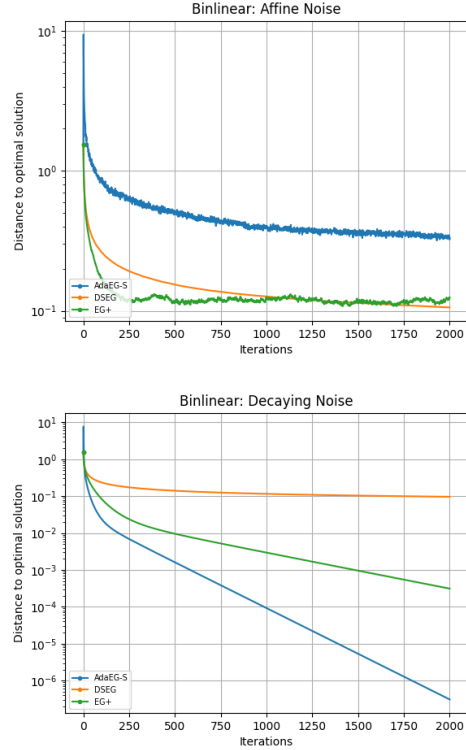 Binlinear: Affine Noise
10¹
10⁰
10⁻¹
Distance to optimal solution
AdaEG-S
DSEG
EG+
0 250 500 750 1000 1250 1500 1750 2000
Iterations
Binlinear: Decaying Noise
10¹
10⁰
10⁻¹
10⁻²
10⁻³
10⁻⁴
10⁻⁵
10⁻⁶
Distance to optimal solution
AdaEG-S
DSEG
EG+
0 250 500 750 1000 1250 1500 1750 2000
Iterations